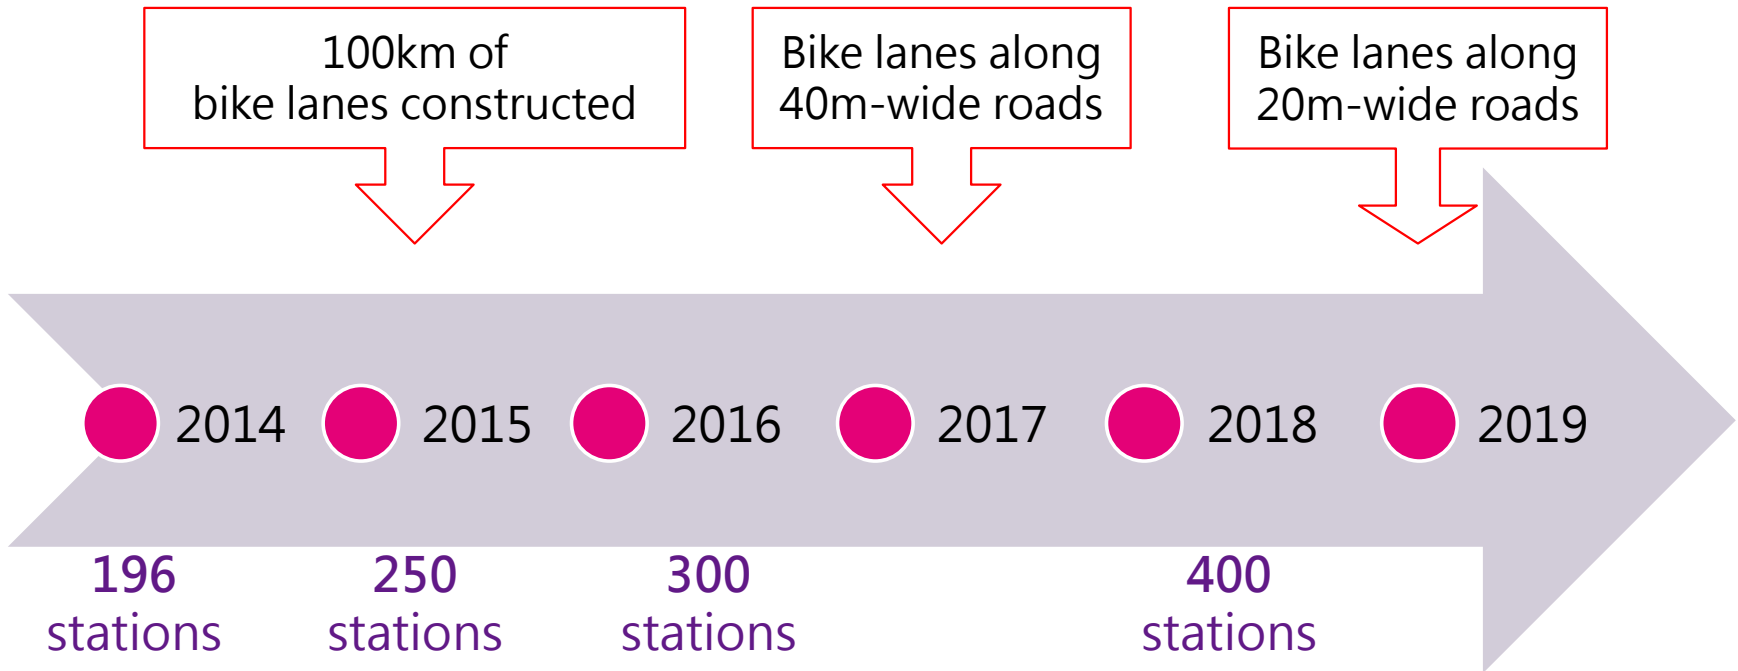 100km of
bike lanes constructed
Bike lanes along
40m-wide roads
Bike lanes along
20m-wide roads
2014
2015
2016
2017
2018
2019
196
stations
250
stations
300
stations
400
stations